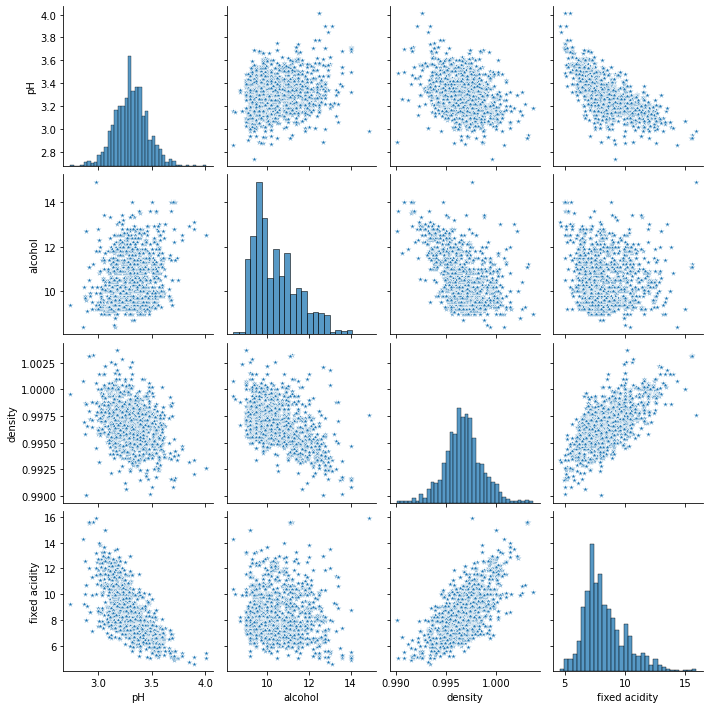 4.0
3.8
3.6
3.4
3.2
3.0
2.8
pH
14
12
10
alcohol
1.0025
1.0000
0.9975
0.9950
0.9925
0.9900
density
16
14
12
10
8
6
fixed acidity
3.0 3.5 4.0
pH
10 12 14
alcohol
0.990 0.995 1.000
density
5 10 15
fixed acidity